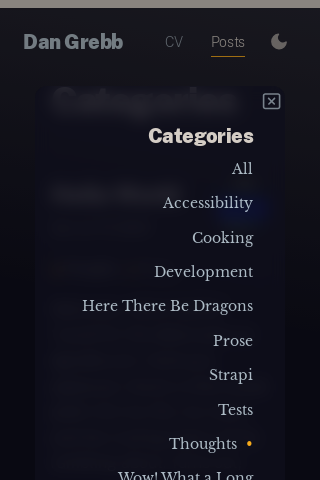 Dan Grebb CV Posts
Categories
Categories
All
Accessibility
Cooking
Development
Here There Be Dragons
Prose
Strapi
Tests
Thoughts •
Wow! What a Long